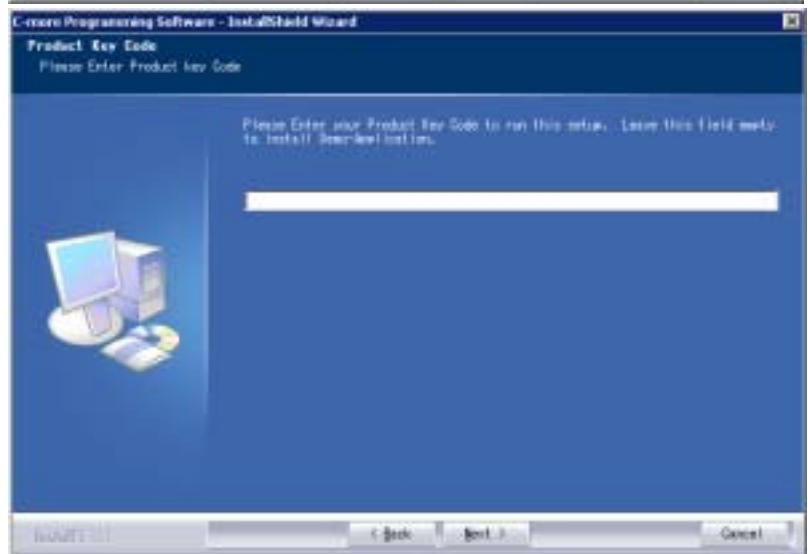 C-more Programming Software - InstallShield Wizard
Product Key Code
Please Enter Product key Code
Please Enter your Product Key Code to run this setup. Leave this field empty
to install Demo-Application.
InstallShield
< Back
Next >
Cancel